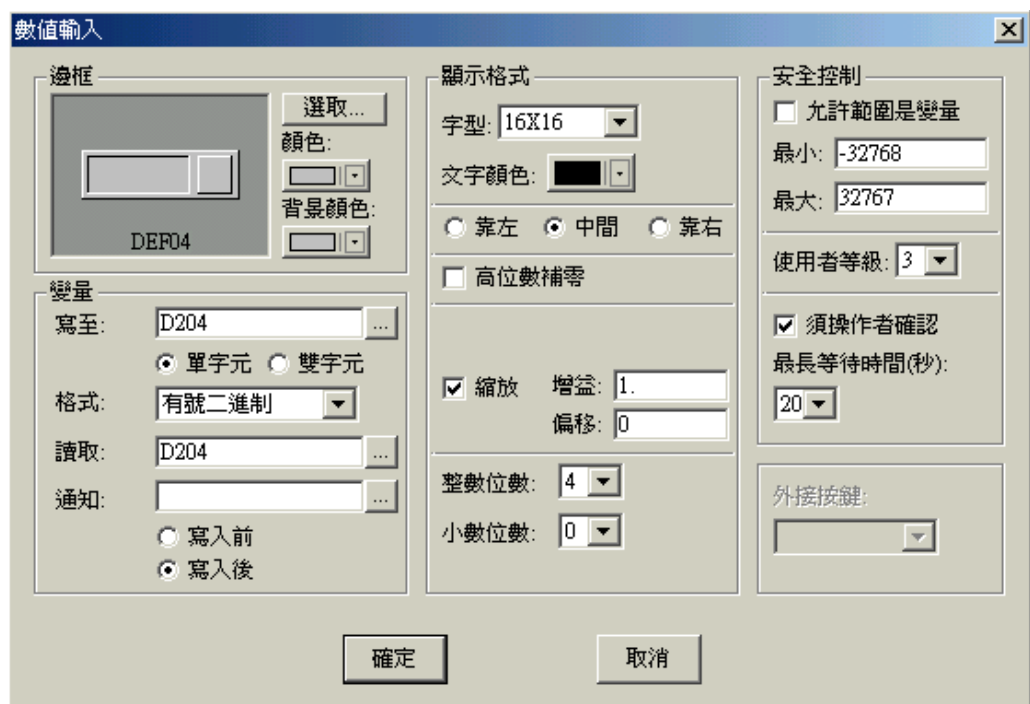 數值輸入
邊框
選取...
顏色:
背景顏色:
DEF04
變量
寫至: D204 ...
單字元 雙字元
格式: 有號二進制
讀取: D204 ...
通知: ...
寫入前
寫入後
顯示格式
字型: 16X16
文字顏色:
靠左 中間 靠右
高位數補零
縮放 增益: 1.
偏移: 0
整數位數: 4
小數位數: 0
安全控制
允許範圍是變量
最小: -32768
最大: 32767
使用者等級: 3
須操作者確認
最長等待時間(秒):
20
外接按鍵:
確定 取消